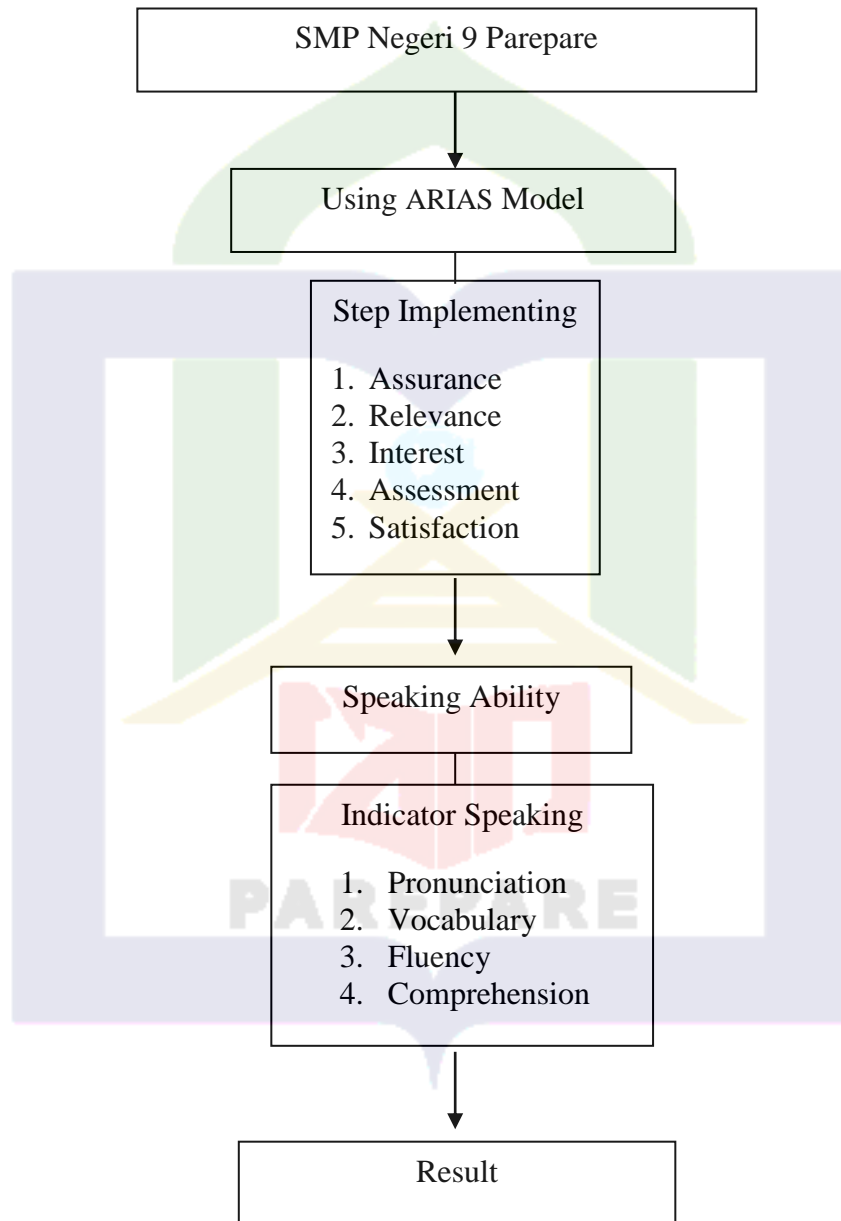 SMP Negeri 9 Parepare
Using ARIAS Model
Step Implementing
1. Assurance
2. Relevance
3. Interest
4. Assessment
5. Satisfaction
Speaking Ability
Indicator Speaking
1. Pronunciation
PAREPARE
2. Vocabulary
3. Fluency
4. Comprehension
Result